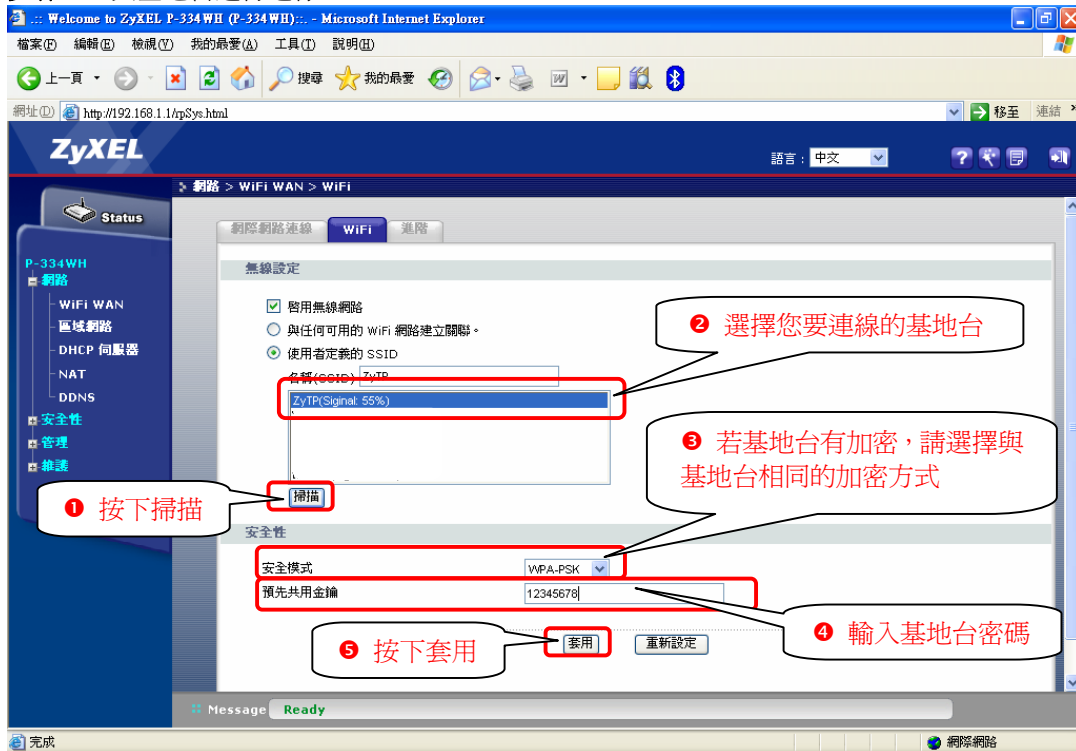 .:: Welcome to ZyXEL P-334WH (P-334WH)::. - Microsoft Internet Explorer
檔案(F) 編輯(E) 檢視(V) 我的最愛(A) 工具(T) 說明(H)
上一頁 搜尋 我的最愛
網址(D) http://192.168.1.1/rpSys.html 移至 連結 »
ZyXEL
語言 : 中文
網路 > WiFi WAN > WiFi
Status
網際網路連線 WiFi 進階
P-334WH
網路
WiFi WAN
區域網路
DHCP 伺服器
NAT
DDNS
安全性
管理
維護
無線設定
啟用無線網路
與任何可用的 WiFi 網路建立關聯。
使用者定義的 SSID
名稱(SSID) ZyTP
ZyTP(Siginal: 55%)
掃描
❶ 按下掃描
❷ 選擇您要連線的基地台
❸ 若基地台有加密,請選擇與
基地台相同的加密方式
安全性
安全模式 WPA-PSK
預先共用金鑰 12345678
❹ 輸入基地台密碼
❺ 按下套用
套用 重新設定
Message Ready
完成 網際網路